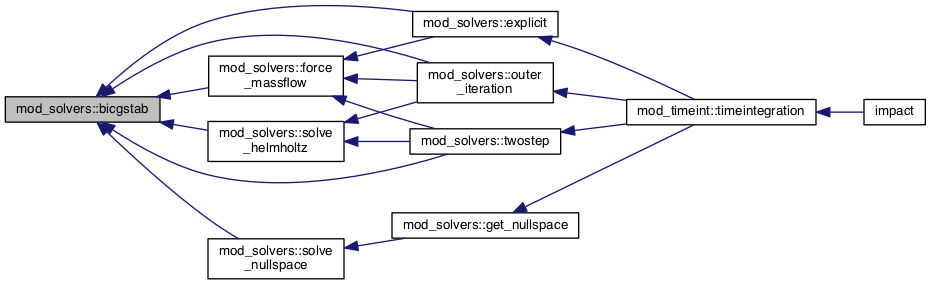 mod_solvers::bicgstab
mod_solvers::force
_massflow
mod_solvers::solve
_helmholtz
mod_solvers::solve
_nullspace
mod_solvers::explicit
mod_solvers::outer
_iteration
mod_solvers::twostep
mod_solvers::get_nullspace
mod_timeint::timeintegration
impact